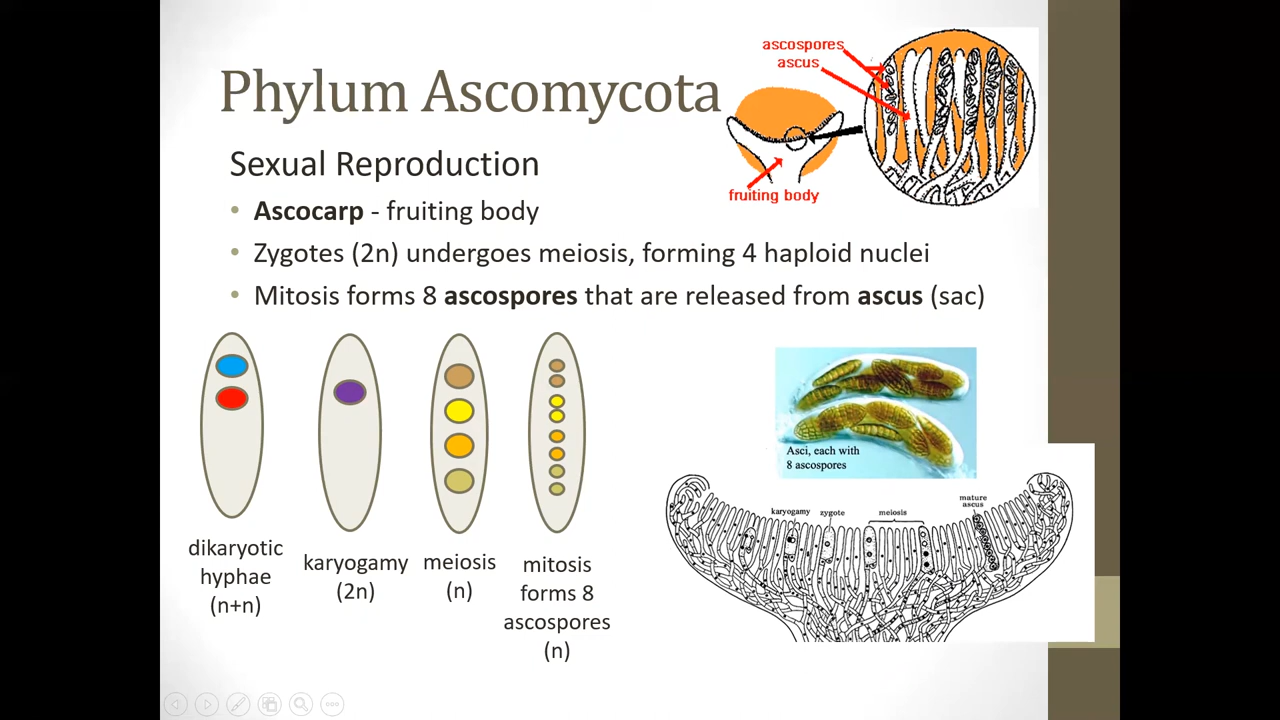 Phylum Ascomycota
ascospores
ascus
fruiting body
Sexual Reproduction
• Ascocarp - fruiting body
• Zygotes (2n) undergoes meiosis, forming 4 haploid nuclei
• Mitosis forms 8 ascospores that are released from ascus (sac)
dikaryotic
hyphae
(n+n)
karyogamy
(2n)
meiosis
(n)
mitosis
forms 8
ascospores
(n)
Asci, each with
8 ascospores
karyogamy zygote meiosis
mature
ascus